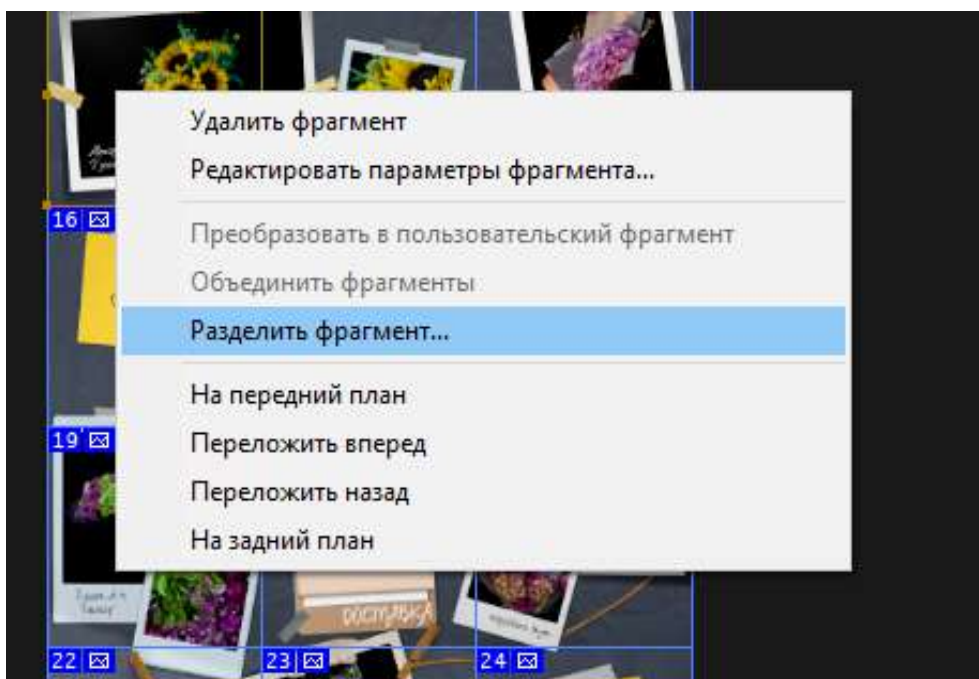 Удалить фрагмент
Редактировать параметры фрагмента...
16
Преобразовать в пользовательский фрагмент
Объединить фрагменты
Разделить фрагмент...
На передний план
19
Переложить вперед
Переложить назад
На задний план
ДОСТАВКА
22
23
24